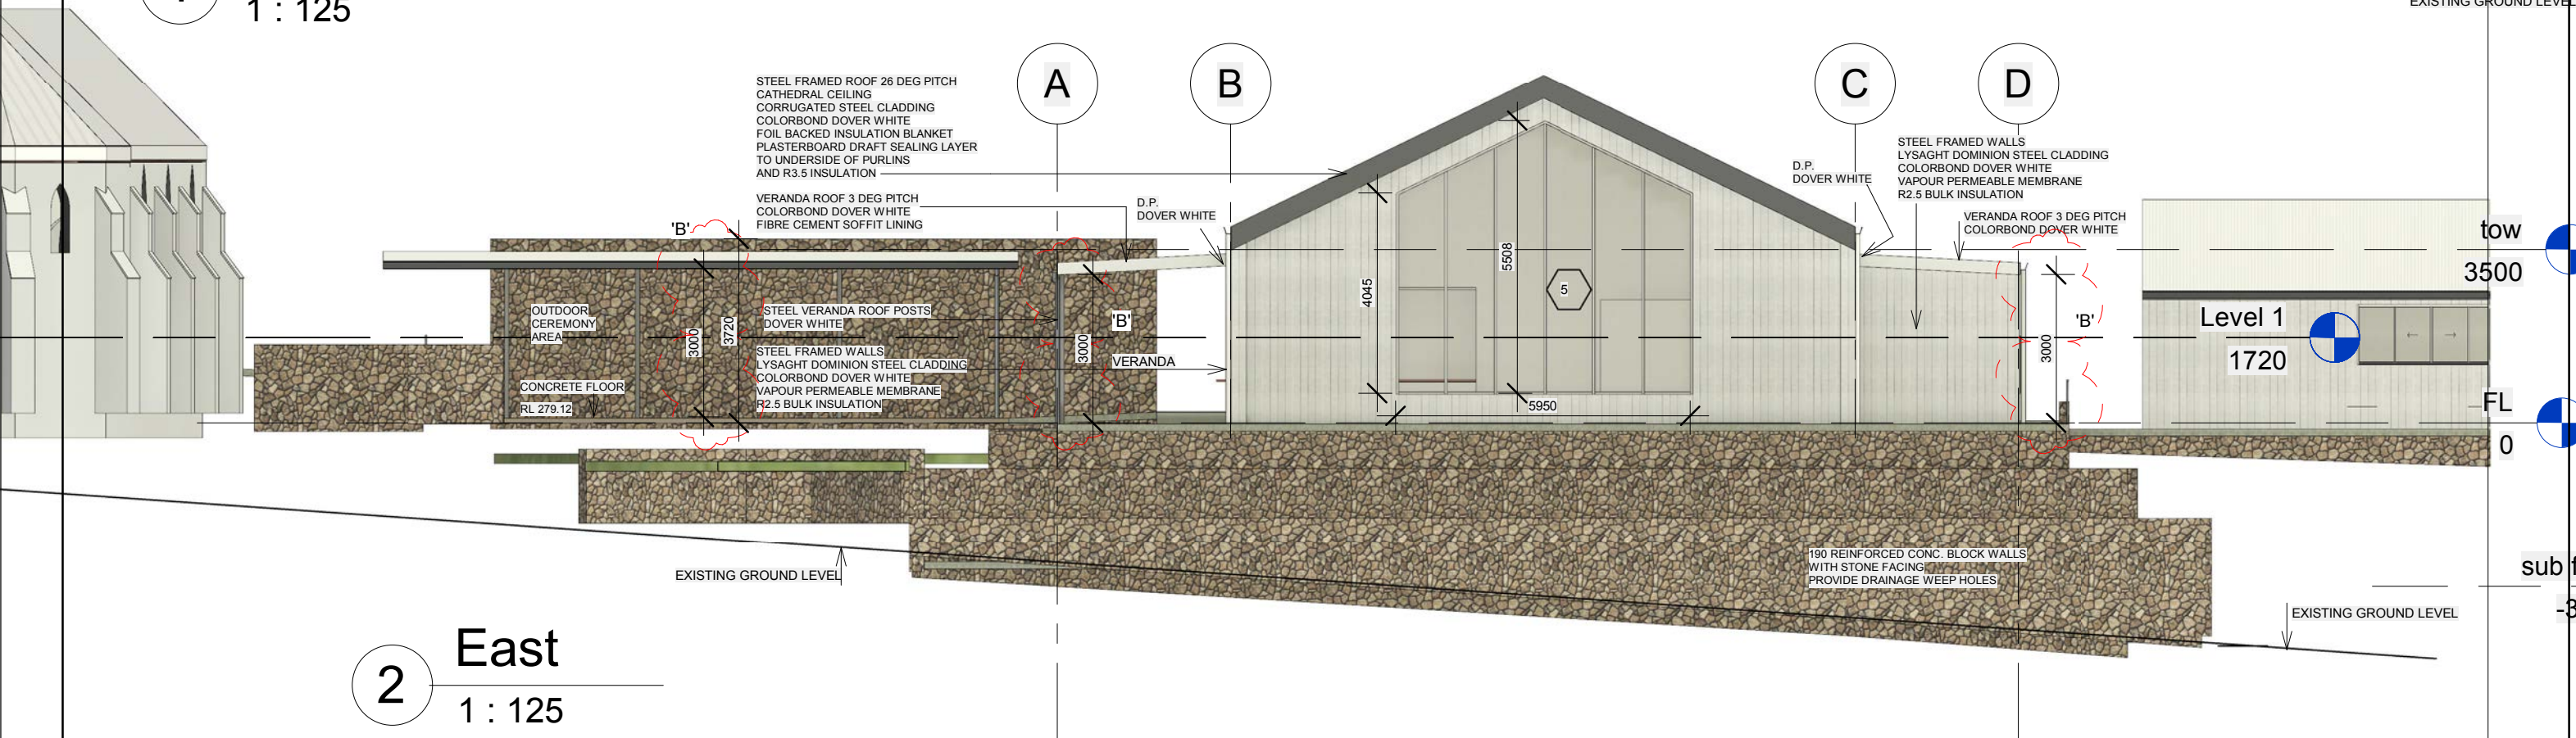 1 : 125
EXISTING GROUND LEVEL
A
B
C
D
STEEL FRAMED ROOF 26 DEG PITCH
CATHEDRAL CEILING
CORRUGATED STEEL CLADDING
COLORBOND DOVER WHITE
FOIL BACKED INSULATION BLANKET
PLASTERBOARD DRAFT SEALING LAYER
TO UNDERSIDE OF PURLINS
AND R3.5 INSULATION
VERANDA ROOF 3 DEG PITCH
COLORBOND DOVER WHITE
FIBRE CEMENT SOFFIT LINING
D.P.
DOVER WHITE
D.P.
DOVER WHITE
STEEL FRAMED WALLS
LYSAGHT DOMINION STEEL CLADDING
COLORBOND DOVER WHITE
VAPOUR PERMEABLE MEMBRANE
R2.5 BULK INSULATION
VERANDA ROOF 3 DEG PITCH
COLORBOND DOVER WHITE
'B'
tow
3500
OUTDOOR
CEREMONY
AREA
3000
3720
STEEL VERANDA ROOF POSTS
DOVER WHITE
3000
'B'
4045
5508
5
3000
'B'
Level 1
1720
STEEL FRAMED WALLS
LYSAGHT DOMINION STEEL CLADDING
COLORBOND DOVER WHITE
VAPOUR PERMEABLE MEMBRANE
R2.5 BULK INSULATION
VERANDA
CONCRETE FLOOR
RL 279.12
5950
FL
0
190 REINFORCED CONC. BLOCK WALLS
WITH STONE FACING
PROVIDE DRAINAGE WEEP HOLES
EXISTING GROUND LEVEL
sub f
-3
EXISTING GROUND LEVEL
2
East
1 : 125